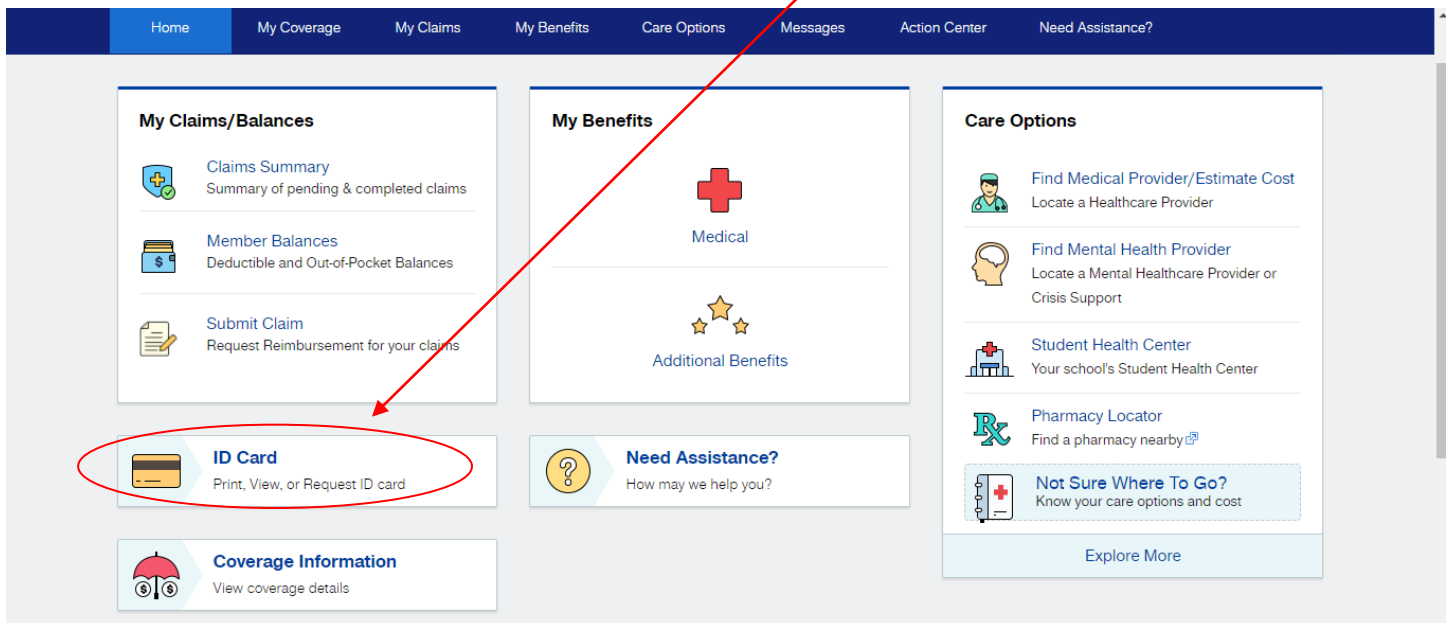 Home My Coverage My Claims My Benefits Care Options Messages Action Center Need Assistance?
My Claims/Balances
Claims Summary
Summary of pending & completed claims
Member Balances
$
Deductible and Out-of-Pocket Balances
Submit Claim
Request Reimbursement for your claims
My Benefits
Medical
Additional Benefits
Care Options
Find Medical Provider/Estimate Cost
Locate a Healthcare Provider
Find Mental Health Provider
Locate a Mental Healthcare Provider or
Crisis Support
Student Health Center
Your school's Student Health Center
Rx
Pharmacy Locator
Find a pharmacy nearby
Not Sure Where To Go?
Know your care options and cost
Explore More
ID Card
Print, View, or Request ID card
?
Need Assistance?
How may we help you?
Coverage Information
$ $
View coverage details